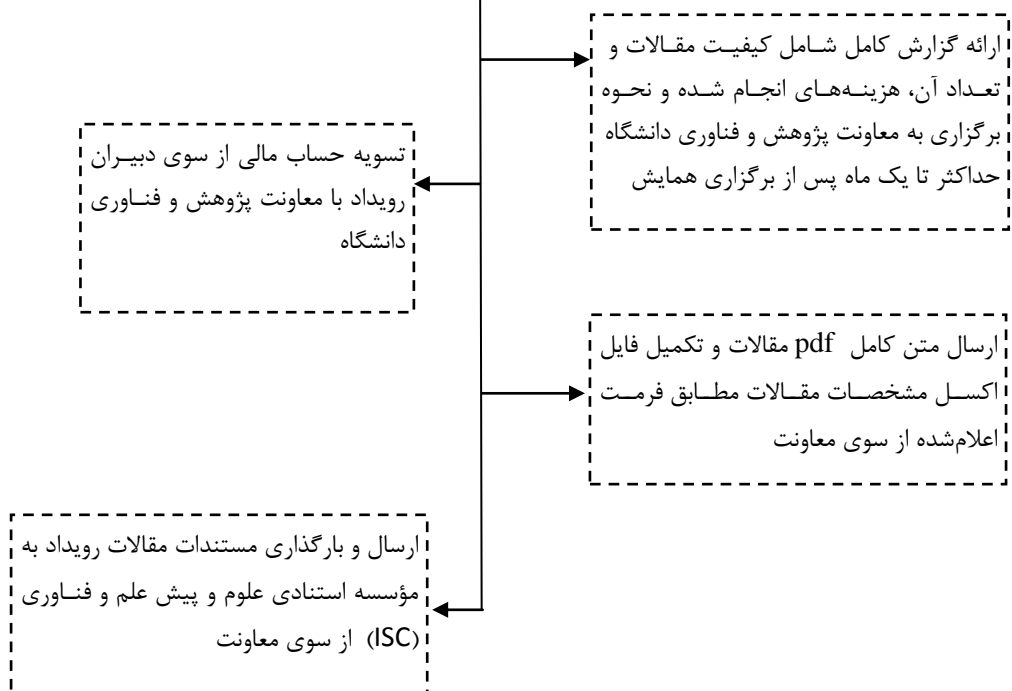 ارائه گزارش کامل شامل کیفیت مقالات و
تعداد آن، هزینه‌های انجام شده و نحوه
برگزاری به معاونت پژوهش و فناوری دانشگاه
حداکثر تا یک ماه پس از برگزاری همایش
تسویه حساب مالی از سوی دبیران
رویداد با معاونت پژوهش و فناوری
دانشگاه
ارسال متن کامل pdf مقالات و تکمیل فایل
اکسل مشخصات مقالات مطابق فرمت
اعلام‌شده از سوی معاونت
ارسال و بارگذاری مستندات مقالات رویداد به
مؤسسه استنادی علوم و پیش علم و فناوری
(ISC) از سوی معاونت